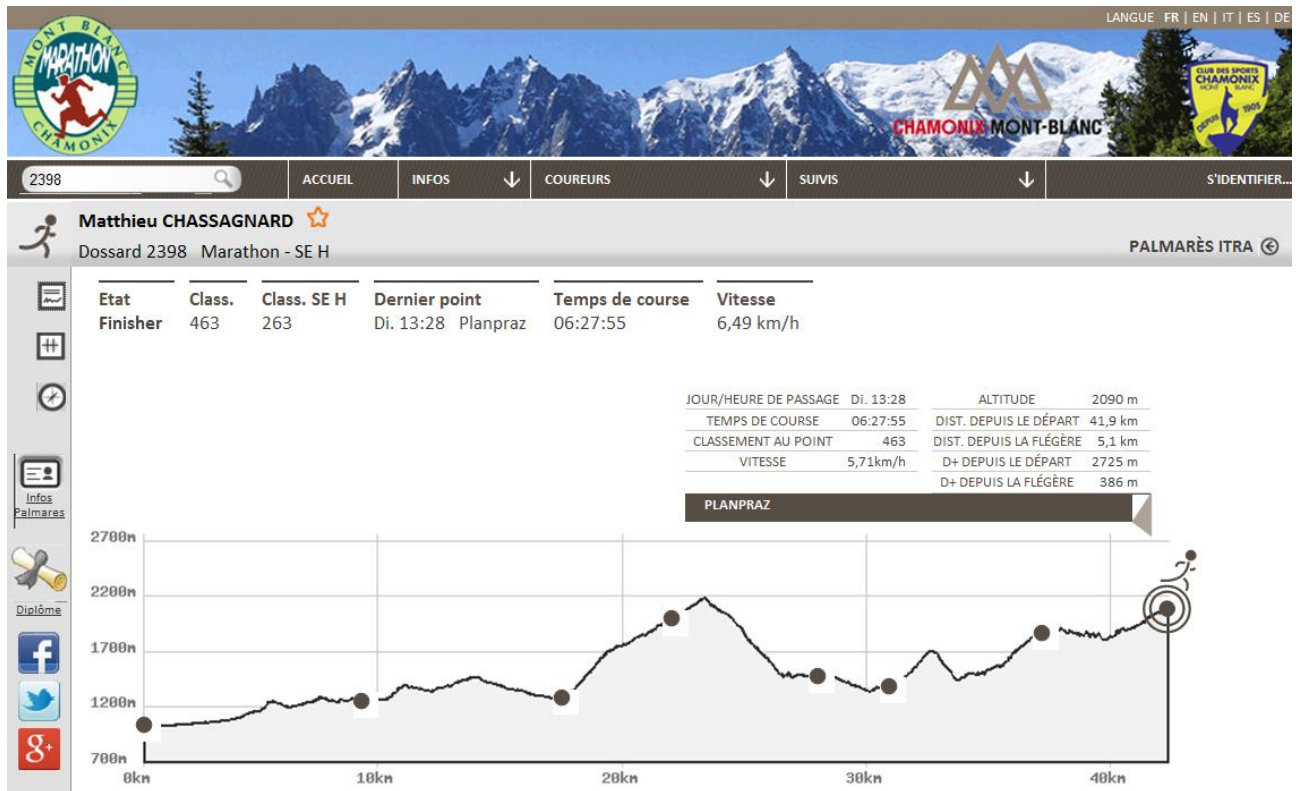 LANGUE FR | EN | IT | ES | DE
MONT BLANC
MARATHON
CHAMONIX
CHAMONIX-MONT-BLANC
CLUB DES SPORTS
CHAMONIX
MONT BLANC
DEPUIS 1905
2398 ACCUEIL INFOS COUREURS SUIVIS S'IDENTIFIER...
Matthieu CHASSAGNARD
Dossard 2398 Marathon - SE H
PALMARÈS ITRA
Etat Class. Class. SE H Dernier point Temps de course Vitesse
Finisher 463 263 Di. 13:28 Planpraz 06:27:55 6,49 km/h
JOUR/HEURE DE PASSAGE Di. 13:28 ALTITUDE 2090 m
TEMPS DE COURSE 06:27:55 DIST. DEPUIS LE DÉPART 41,9 km
CLASSEMENT AU POINT 463 DIST. DEPUIS LA FLÉGÈRE 5,1 km
VITESSE 5,71km/h D+ DEPUIS LE DÉPART 2725 m
D+ DEPUIS LA FLÉGÈRE 386 m
PLANPRAZ
Infos
Palmares
Diplôme
f
g+
2700m
2200m
1700m
1200m
700m
0km 10km 20km 30km 40km